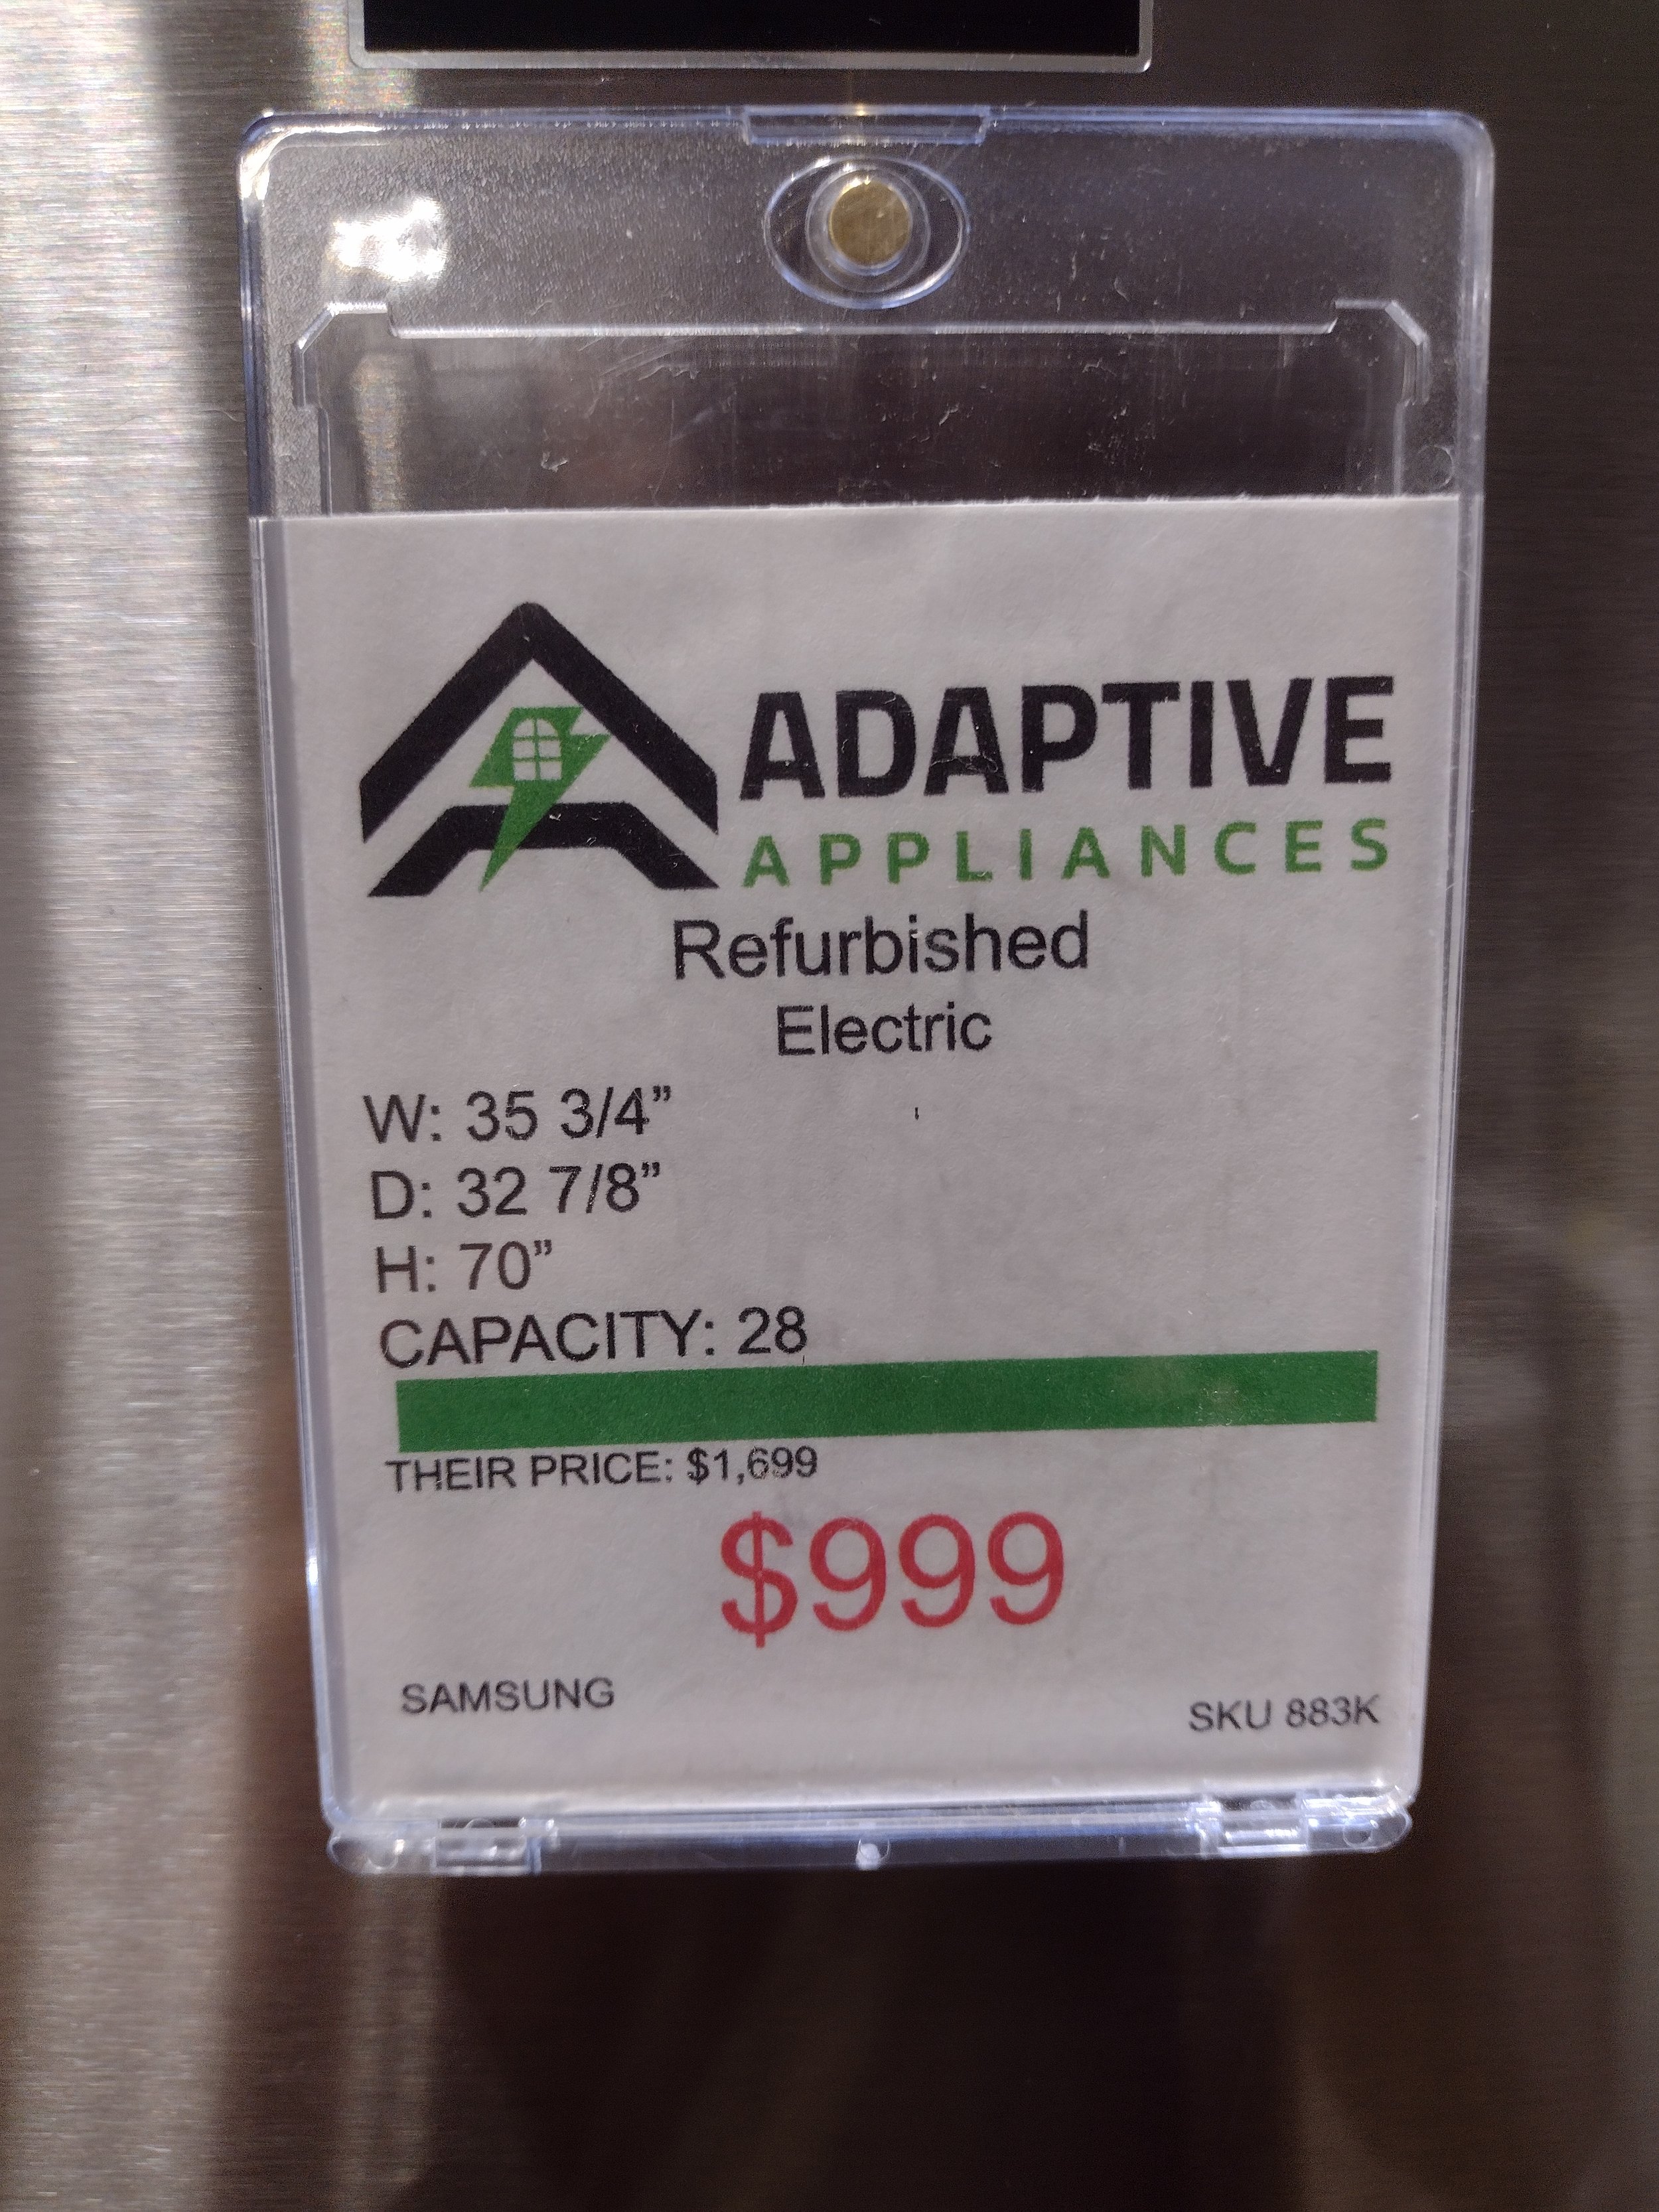 ADAPTIVE
APPLIANCES
Refurbished
Electric
W: 35 3/4”
D: 32 7/8”
H: 70”
CAPACITY: 28
THEIR PRICE: $1,699
$999
SAMSUNG
SKU 883K